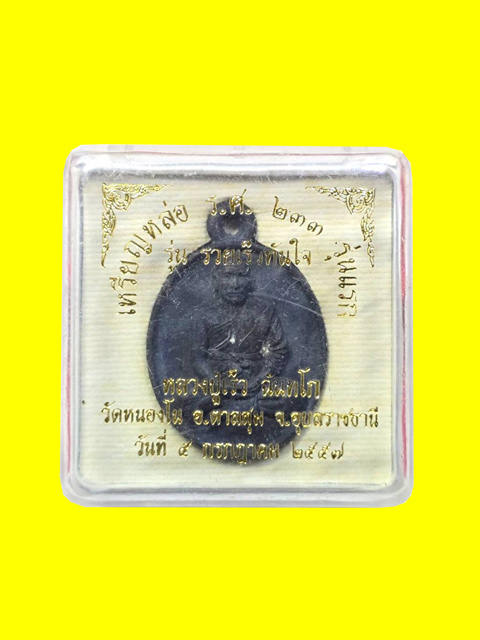 เหรียญหล่อ ร.ศ. ๒๓๓ รุ่นแรก
รุ่น รวยเร็วทันใจ
หลวงปู่เร็ว ฉันทโก
วัดหนองโน อ.ตาลสุม จ.อุบลราชธานี
วันที่ ๕ กรกฎาคม ๒๕๕๗